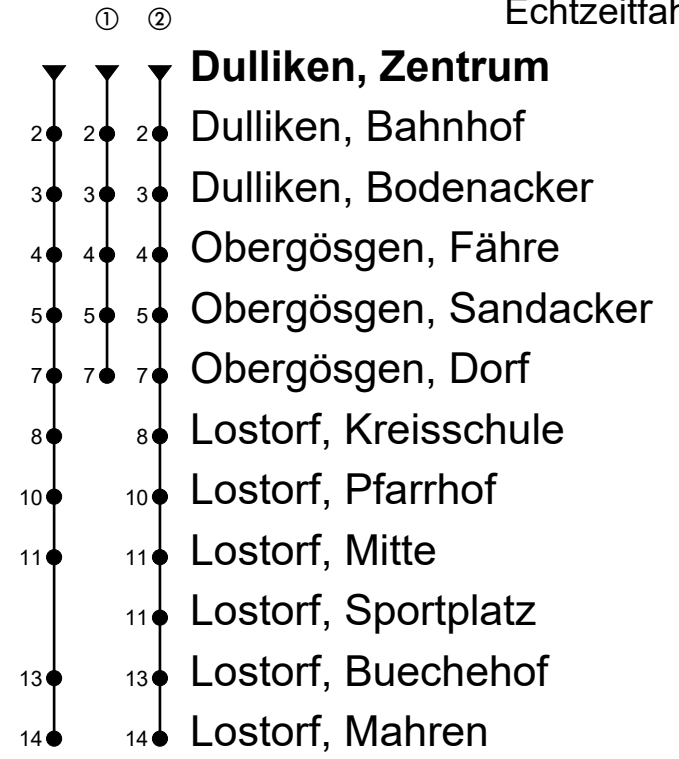 ① ② Echtzeitfah
Dulliken, Zentrum
2 2 2 Dulliken, Bahnhof
3 3 3 Dulliken, Bodenacker
4 4 4 Obergösgen, Fähre
5 5 5 Obergösgen, Sandacker
7 7 7 Obergösgen, Dorf
8 8 Lostorf, Kreisschule
10 10 Lostorf, Pfarrhof
11 11 Lostorf, Mitte
11 Lostorf, Sportplatz
13 13 Lostorf, Buechehof
14 14 Lostorf, Mahren